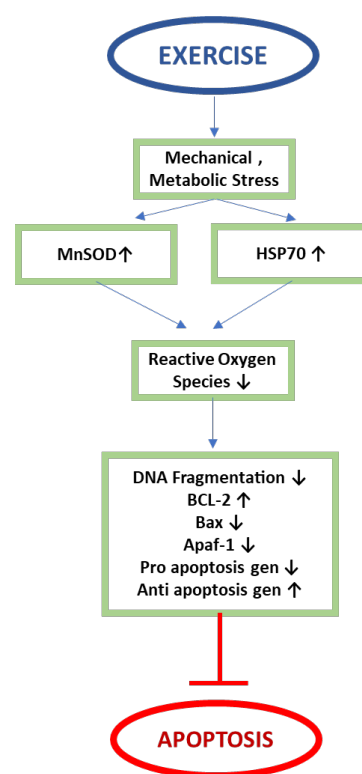 EXERCISE
Mechanical ,
Metabolic Stress
MnSOD↑
HSP70 ↑
Reactive Oxygen
Species ↓
DNA Fragmentation ↓
BCL-2 ↑
Bax ↓
Apaf-1 ↓
Pro apoptosis gen ↓
Anti apoptosis gen ↑
APOPTOSIS